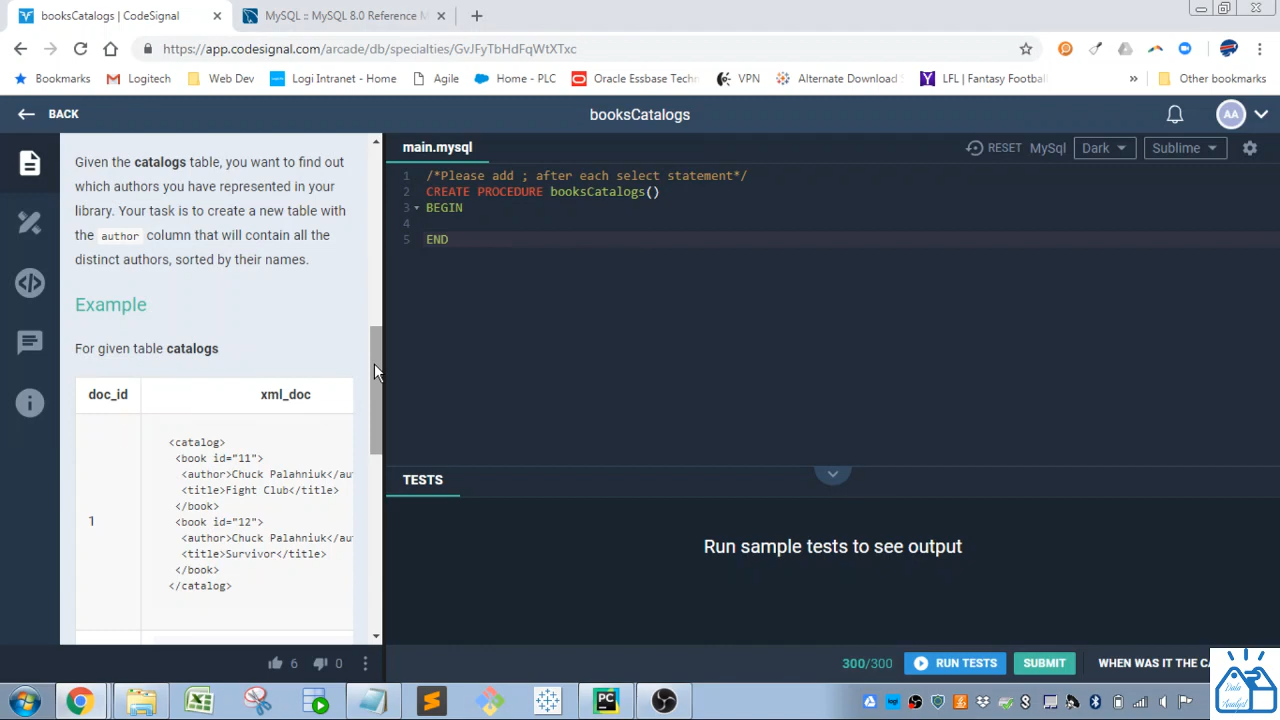 booksCatalogs | CodeSignal
MySQL :: MySQL 8.0 Reference M
https://app.codesignal.com/arcade/db/specialties/GvJFyTbHdFqWtXTxc
Bookmarks
Logitech
Web Dev
Logi Intranet - Home
Agile
Home - PLC
Oracle Essbase Techn
VPN
Alternate Download
LFL | Fantasy Football
»
Other bookmarks
BACK
booksCatalogs
AA
Given the catalogs table, you want to find out
which authors you have represented in your
library. Your task is to create a new table with
the author column that will contain all the
distinct authors, sorted by their names.
Example
For given table catalogs
doc_id xml_doc
1
<catalog>
<book id="11">
<author>Chuck Palahniuk</au
<title>Fight Club</title>
</book>
<book id="12">
<author>Chuck Palahniuk</au
<title>Survivor</title>
</book>
</catalog>
6 0
main.mysql
RESET MySql Dark Sublime
1 /*Please add ; after each select statement*/
2 CREATE PROCEDURE booksCatalogs()
3 BEGIN
4
5 END
TESTS
Run sample tests to see output
300/300 RUN TESTS SUBMIT WHEN WAS IT THE CA
PC
logi
Data
Analyst